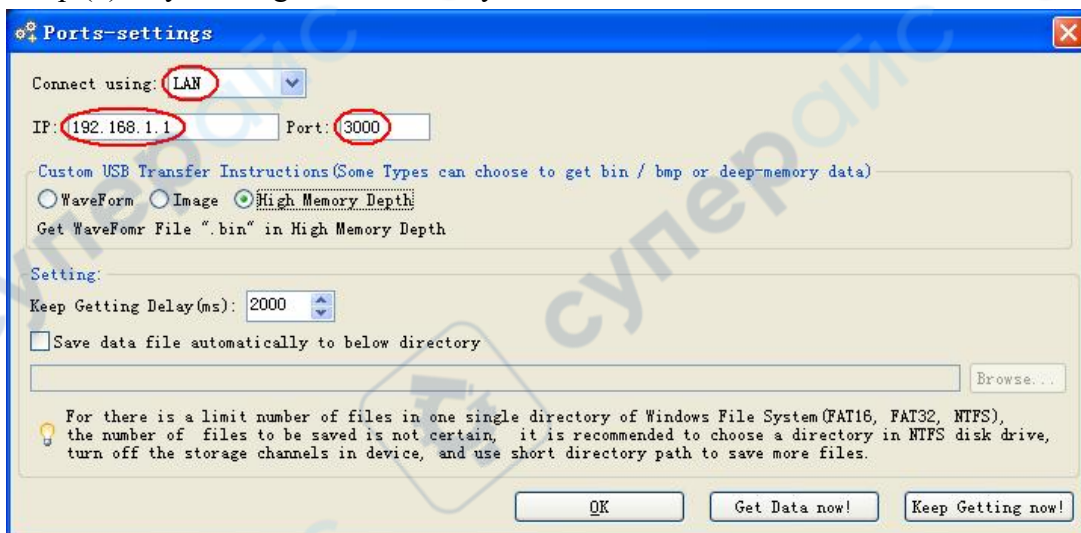 Ports-settings
Connect using: LAN
IP: 192.168.1.1 Port: 3000
Custom USB Transfer Instructions(Some Types can choose to get bin / bmp or deep-memory data)
WaveForm Image High Memory Depth
Get WaveFomr File ".bin" in High Memory Depth
Setting:
Keep Getting Delay(ms): 2000
Save data file automatically to below directory
Browse...
For there is a limit number of files in one single directory of Windows File System(FAT16, FAT32, NTFS),
the number of files to be saved is not certain, it is recommended to choose a directory in NTFS disk drive,
turn off the storage channels in device, and use short directory path to save more files.
OK Get Data now! Keep Getting now!
суперайс